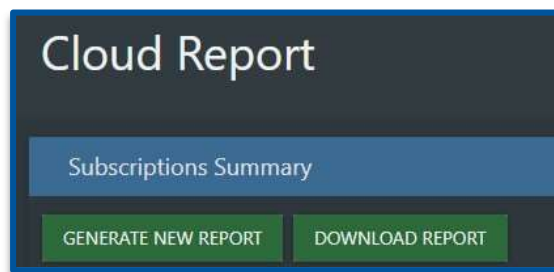 Cloud Report
Subscriptions Summary
GENERATE NEW REPORT DOWNLOAD REPORT